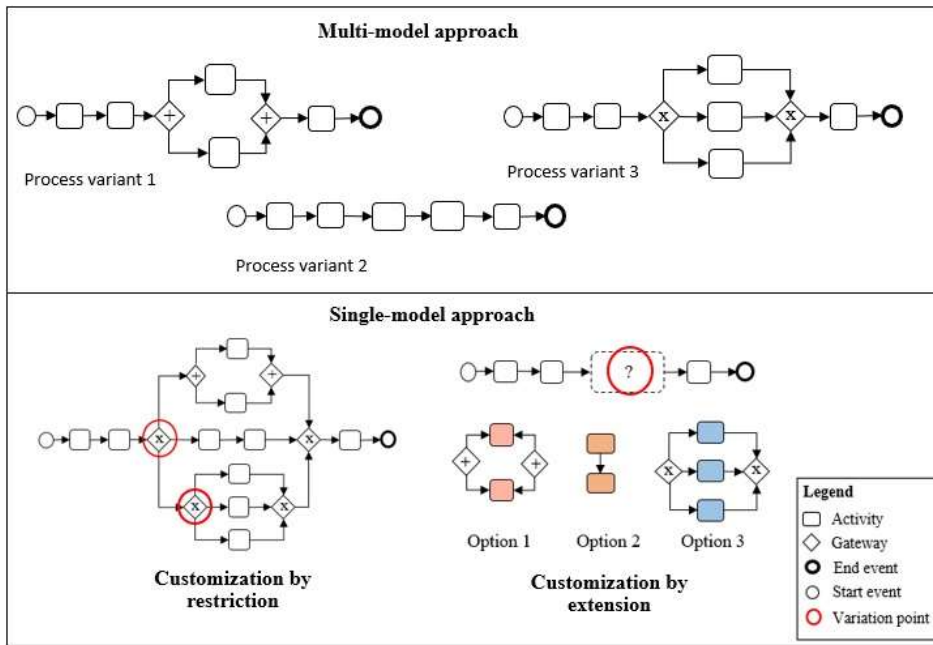 Multi-model approach
+
+
Process variant 1
x
x
Process variant 3
Process variant 2
Single-model approach
+
+
x
x
x
x
Customization by
restriction
?
+
+
x
x
Option 1
Option 2
Option 3
Customization by
extension
Legend
Activity
Gateway
End event
Start event
Variation point